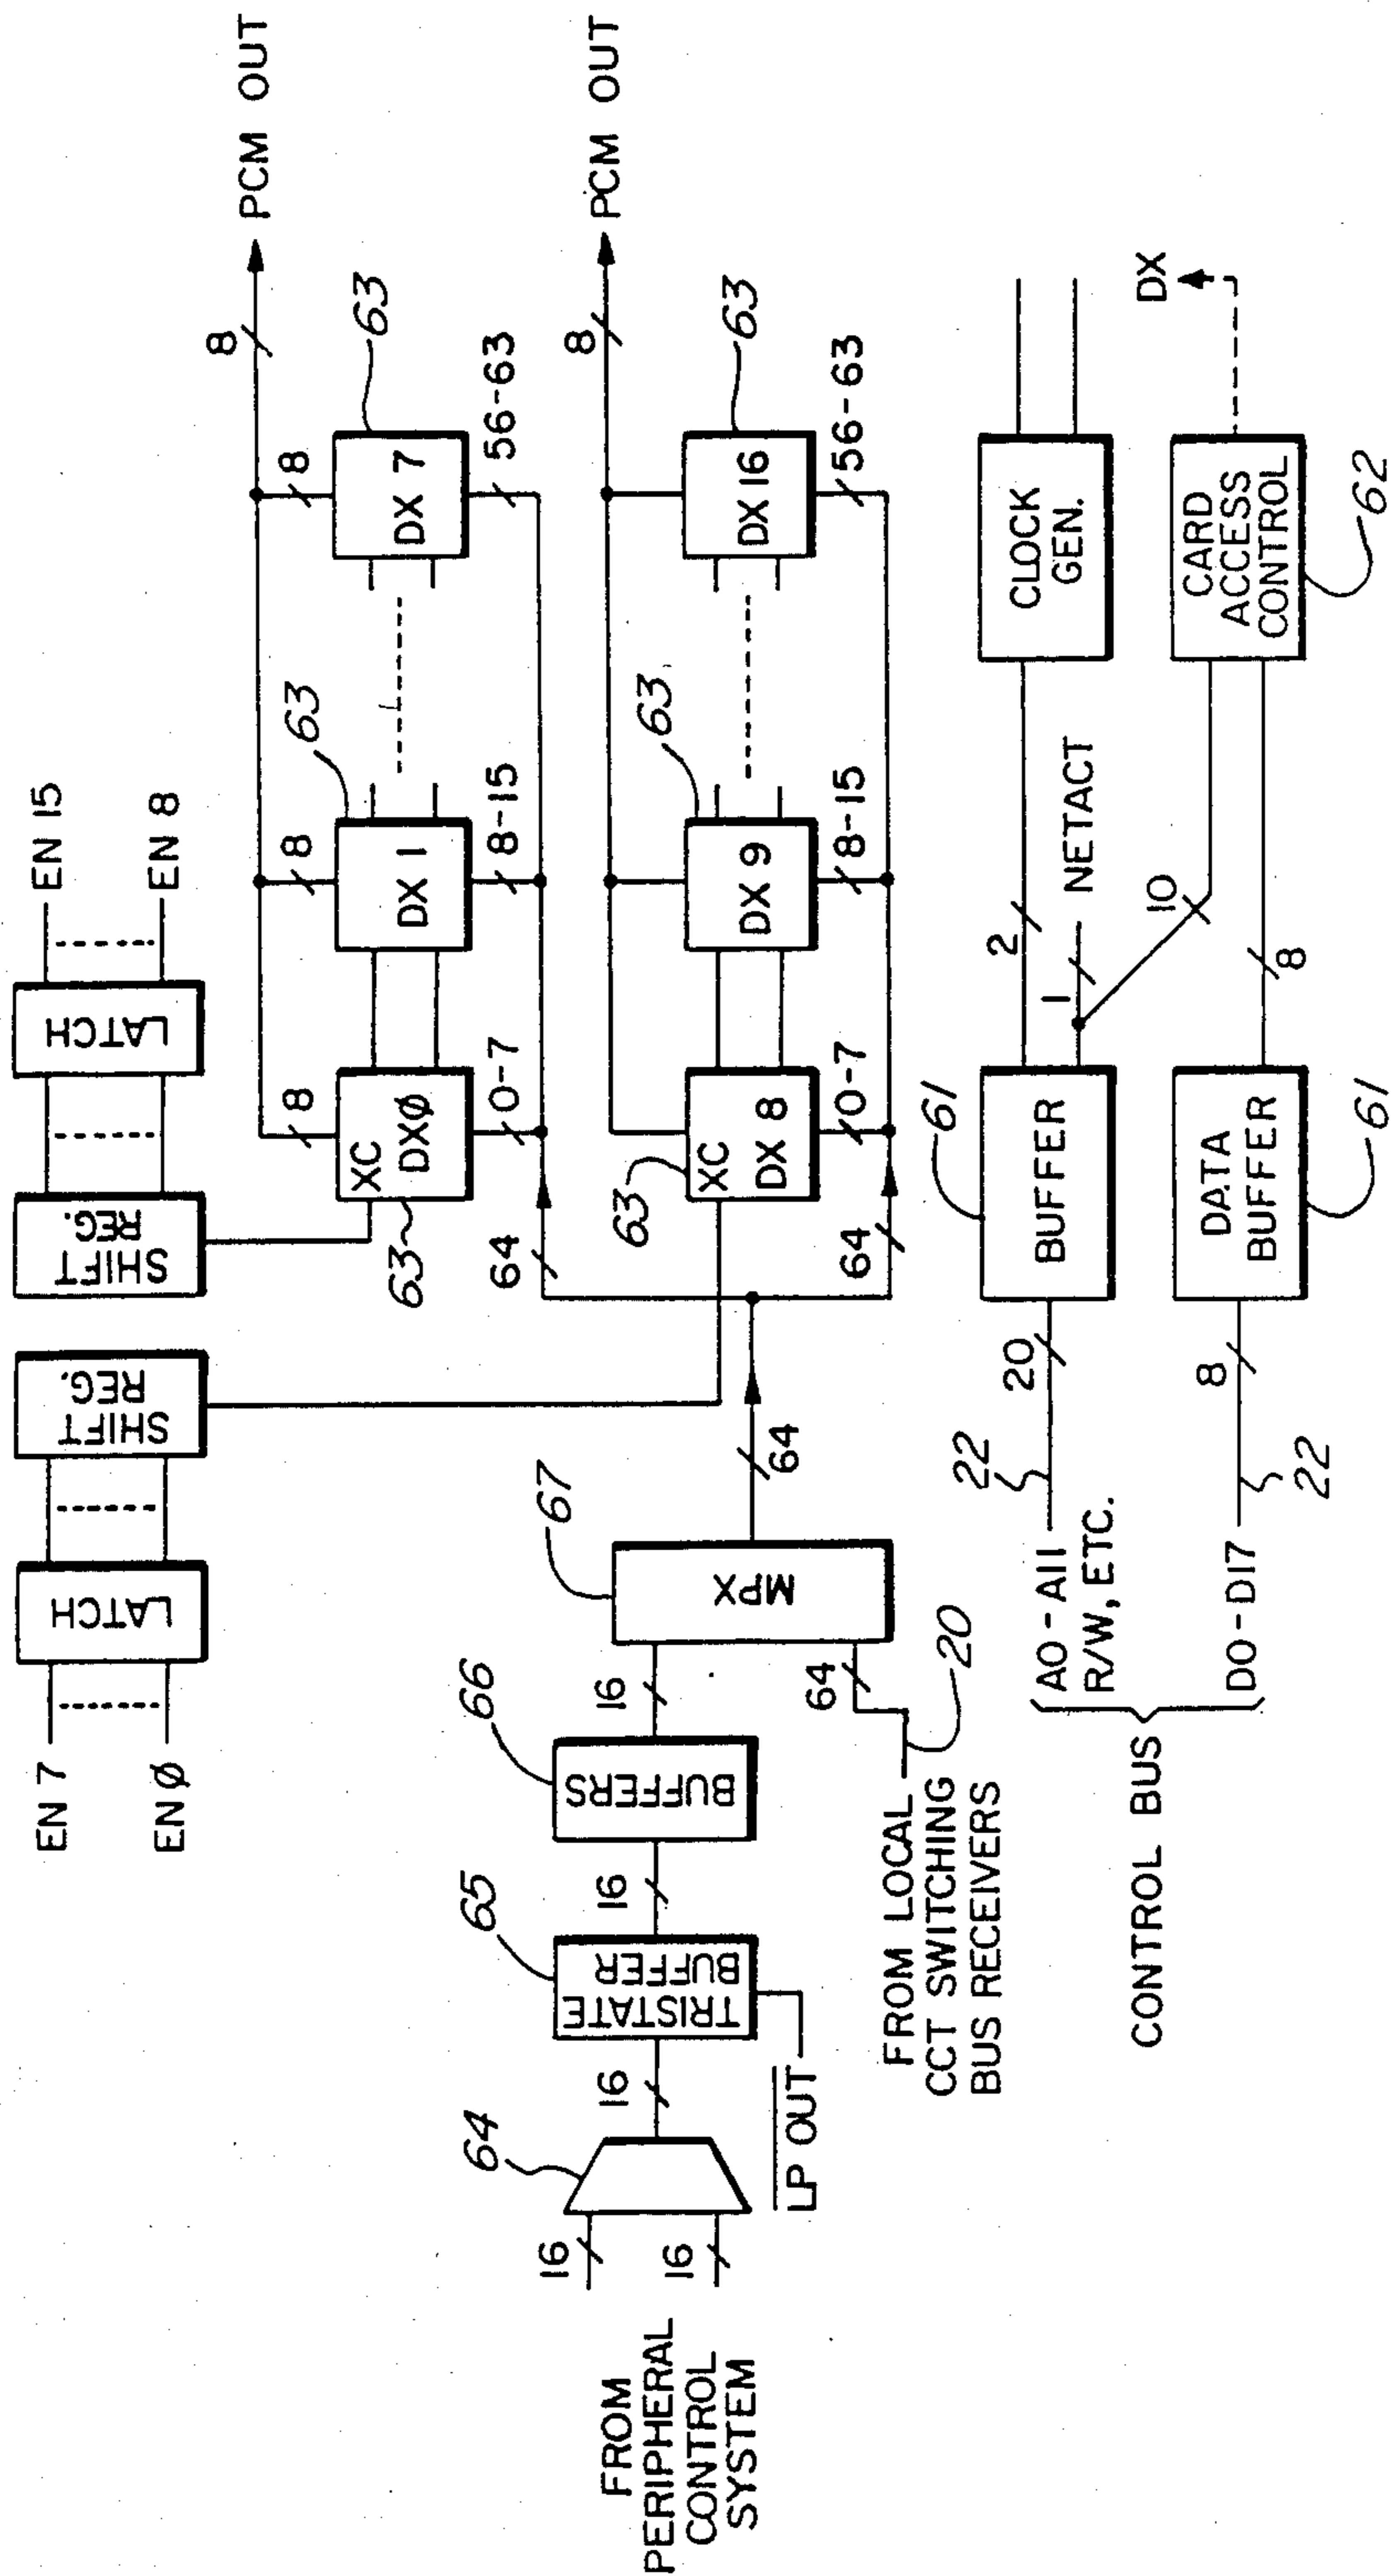 EN 7
EN Ø
LATCH
SHIFT
REG.
SHIFT
REG.
LATCH
EN 15
EN 8
8
PCM OUT
8
8
8
63
63
XC
DXØ
DX 1
DX 7
63
0-7
8-15
56-63
64
8
PCM OUT
63
63
63
XC
DX 8
DX 9
DX 16
0-7
8-15
56-63
64
FROM
PERIPHERAL
CONTROL
SYSTEM
16
16
64
16
65
TRISTATE
BUFFER
LP OUT
16
66
BUFFERS
16
67
MPX
64
64
20
FROM LOCAL
CCT SWITCHING
BUS RECEIVERS
CONTROL BUS
A0-A11
R/W, ETC.
22
20
61
BUFFER
2
1
NETACT
10
CLOCK
GEN.
D0-D17
22
8
DATA
BUFFER
61
8
CARD
ACCESS
CONTROL
62
DX